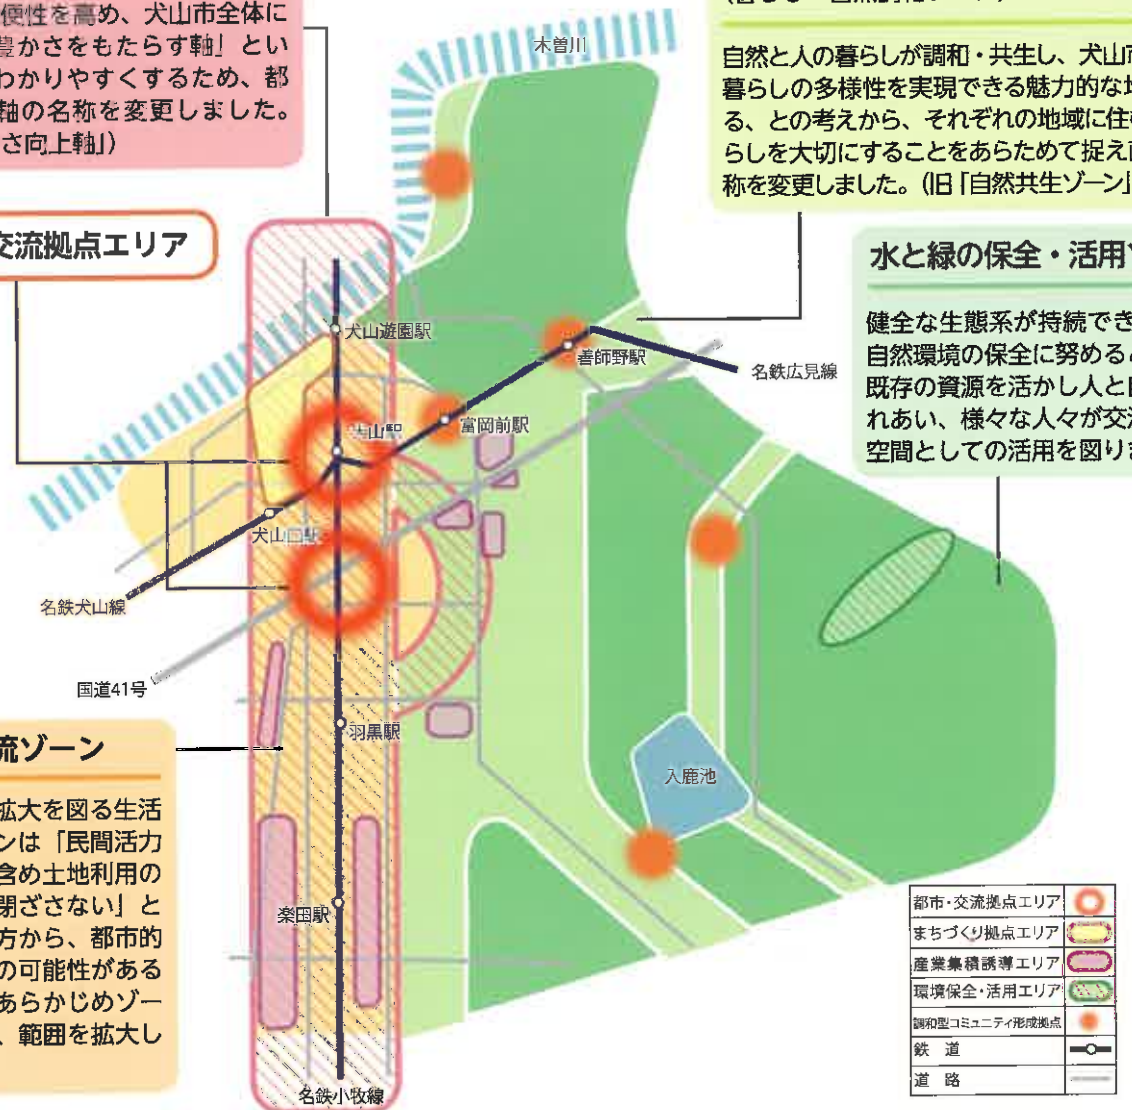 便性を高め、犬山市全体に
豊かさをもたらす軸」とい
わかりやすくするため、都
軸の名称を変更しました。
さ向上軸」)
自然と人の暮らしが調和・共生し、犬山市
暮らしの多様性を実現できる魅力的な
る、との考えから、それぞれの地域に住
らしを大切にすることをあらためて捉え
称を変更しました。(旧「自然共生ゾーン」
交流拠点エリア
水と緑の保全・活用
健全な生態系が持続でき
自然環境の保全に努める
既存の資源を活かし人と
れあい、様々な人々が交
空間としての活用を図り
木曽川
犬山遊園駅
善師野駅
名鉄広見線
犬山駅
富岡前駅
犬山口駅
名鉄犬山線
国道41号
羽黒駅
入鹿池
楽田駅
名鉄小牧線
流ゾーン
拡大を図る生活
ンは「民間活力
含め土地利用の
閉ざさない」と
方から、都市的
の可能性がある
あらかじめゾー
、範囲を拡大し
都市・交流拠点エリア
まちづくり拠点エリア
産業集積誘導エリア
環境保全・活用エリア
調和型コミュニティ形成拠点
鉄 道
道 路